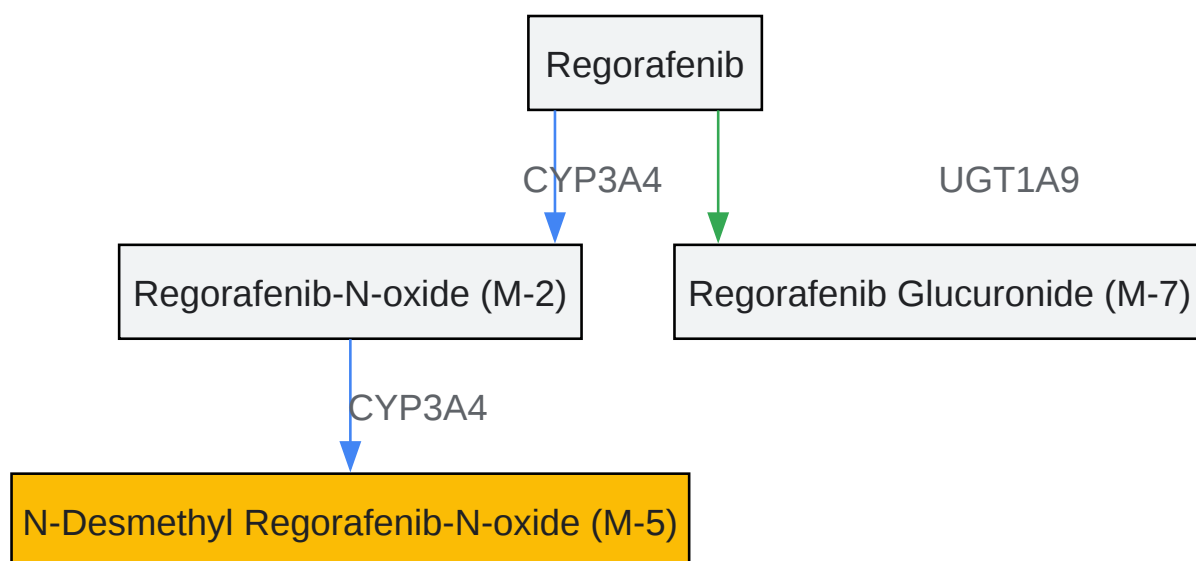 Regorafenib
CYP3A4
UGT1A9
Regorafenib-N-oxide (M-2)
Regorafenib Glucuronide (M-7)
CYP3A4
N-Desmethyl Regorafenib-N-oxide (M-5)